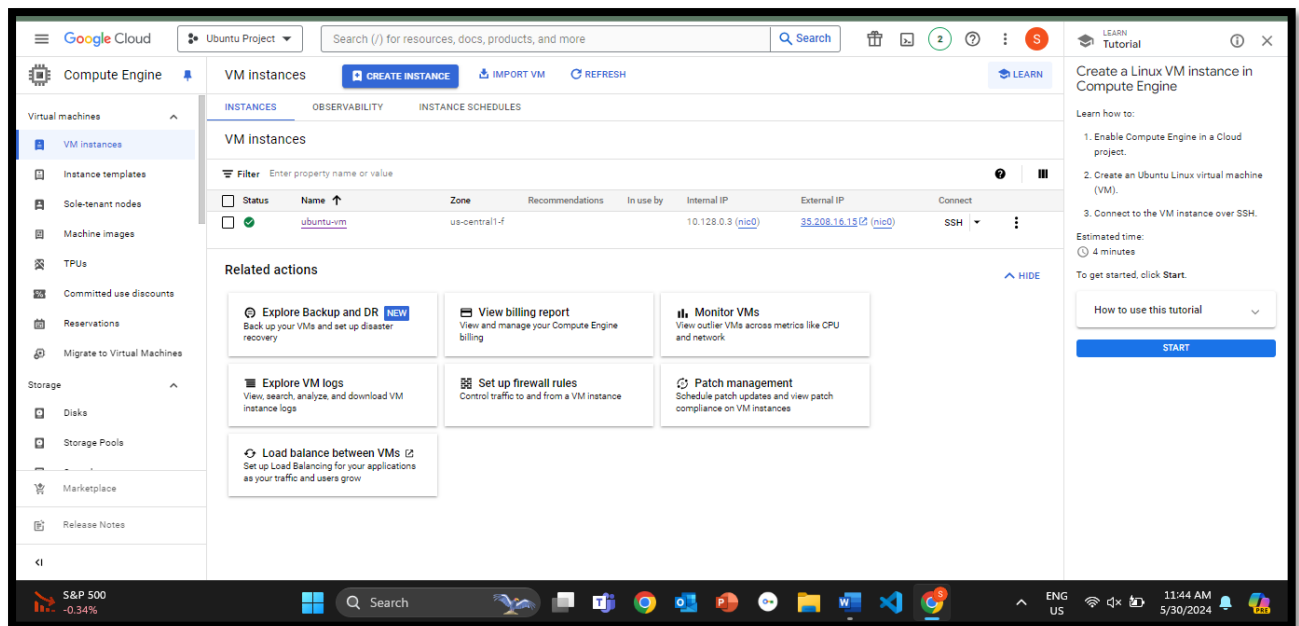 Google Cloud
Ubuntu Project
Search (/) for resources, docs, products, and more
Search
2
S
Compute Engine
VM instances
CREATE INSTANCE
IMPORT VM
REFRESH
LEARN
Virtual machines
VM instances
Instance templates
Sole-tenant nodes
Machine images
TPUs
Committed use discounts
Reservations
Migrate to Virtual Machines
Storage
Disks
Storage Pools
Marketplace
Release Notes
INSTANCES OBSERVABILITY INSTANCE SCHEDULES
VM instances
Filter Enter property name or value
Status Name Zone Recommendations In use by Internal IP External IP Connect
ubuntu-vm us-central1-f 10.128.0.3 (nic0) 35.208.16.15 (nic0) SSH
Related actions
HIDE
Explore Backup and DR NEW
Back up your VMs and set up disaster
recovery
View billing report
View and manage your Compute Engine
billing
Monitor VMs
View outlier VMs across metrics like CPU
and network
Explore VM logs
View, search, analyze, and download VM
instance logs
Set up firewall rules
Control traffic to and from a VM instance
Patch management
Schedule patch updates and view patch
compliance on VM instances
Load balance between VMs
Set up Load Balancing for your applications
as your traffic and users grow
LEARN
Tutorial
Create a Linux VM instance in
Compute Engine
Learn how to:
1. Enable Compute Engine in a Cloud
project.
2. Create an Ubuntu Linux virtual machine
(VM).
3. Connect to the VM instance over SSH.
Estimated time:
4 minutes
To get started, click Start.
How to use this tutorial
START
S&P 500
-0.34%
Search
ENG
US
11:44 AM
5/30/2024
PRE